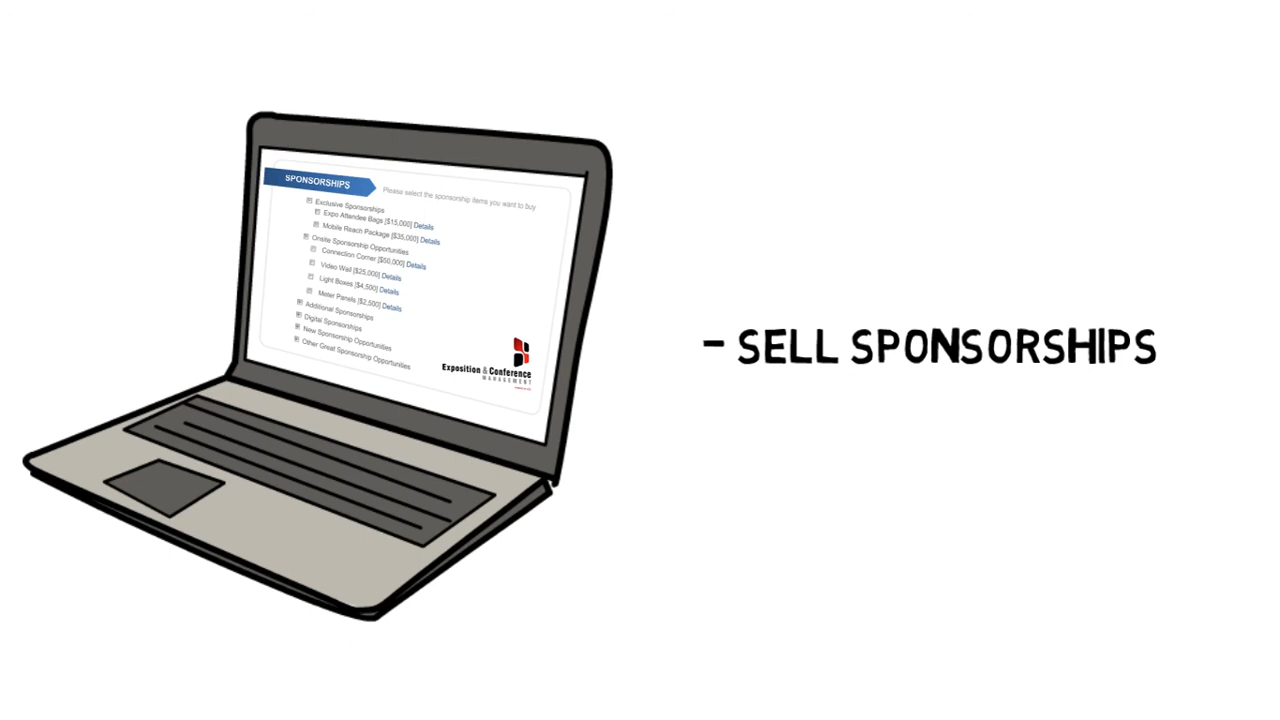 SPONSORSHIPS
Please select the sponsorship items you want to buy
Exclusive Sponsorships
Expo Attendee Bags [$15,000] Details
Mobile Reach Package [$35,000] Details
Onsite Sponsorship Opportunities
Connection Corner [$50,000] Details
Video Wall [$25,000] Details
Light Boxes [$4,500] Details
Meter Panels [$2,500] Details
Additional Sponsorships
Digital Sponsorships
New Sponsorship Opportunities
Other Great Sponsorship Opportunities
Exposition & Conference
MANAGEMENT
- SELL SPONSORSHIPS